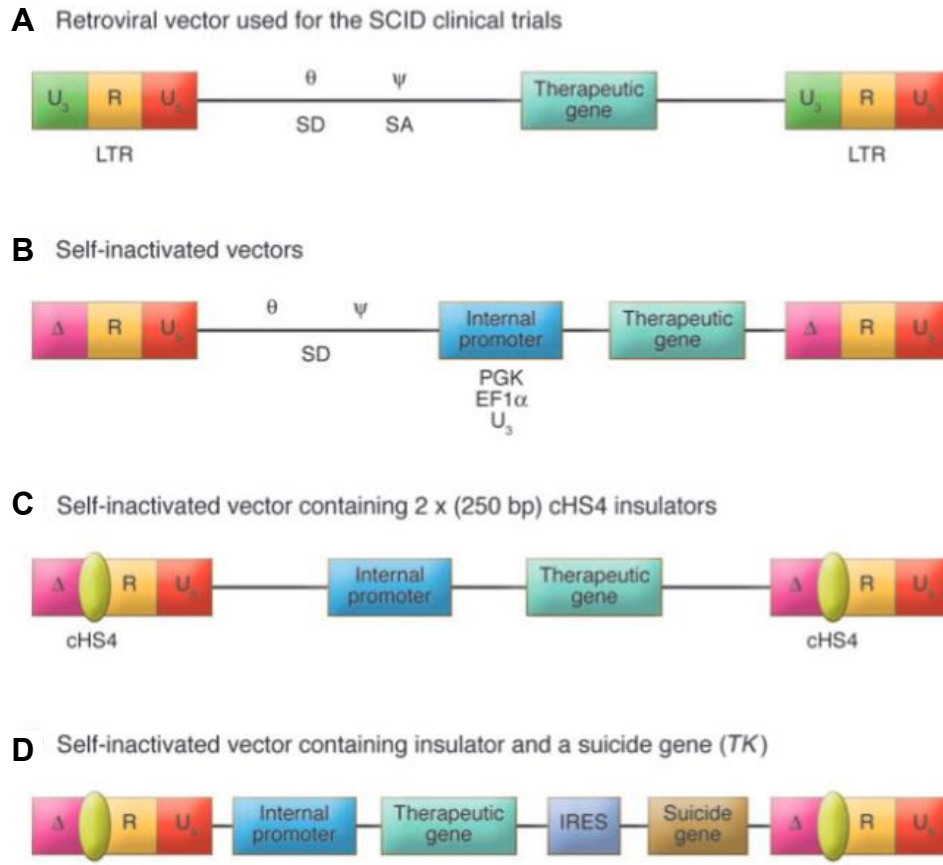 A Retroviral vector used for the SCID clinical trials
θ ψ
U₃ R U₅ Therapeutic gene U₃ R U₅
SD SA
LTR LTR
B Self-inactivated vectors
θ ψ
Δ R U₅ Internal promoter Therapeutic gene Δ R U₅
SD
PGK
EF1α
U₃
C Self-inactivated vector containing 2 x (250 bp) cHS4 insulators
Δ R U₅ Internal promoter Therapeutic gene Δ R U₅
cHS4 cHS4
D Self-inactivated vector containing insulator and a suicide gene (TK)
Δ R U₅ Internal promoter Therapeutic gene IRES Suicide gene Δ R U₅